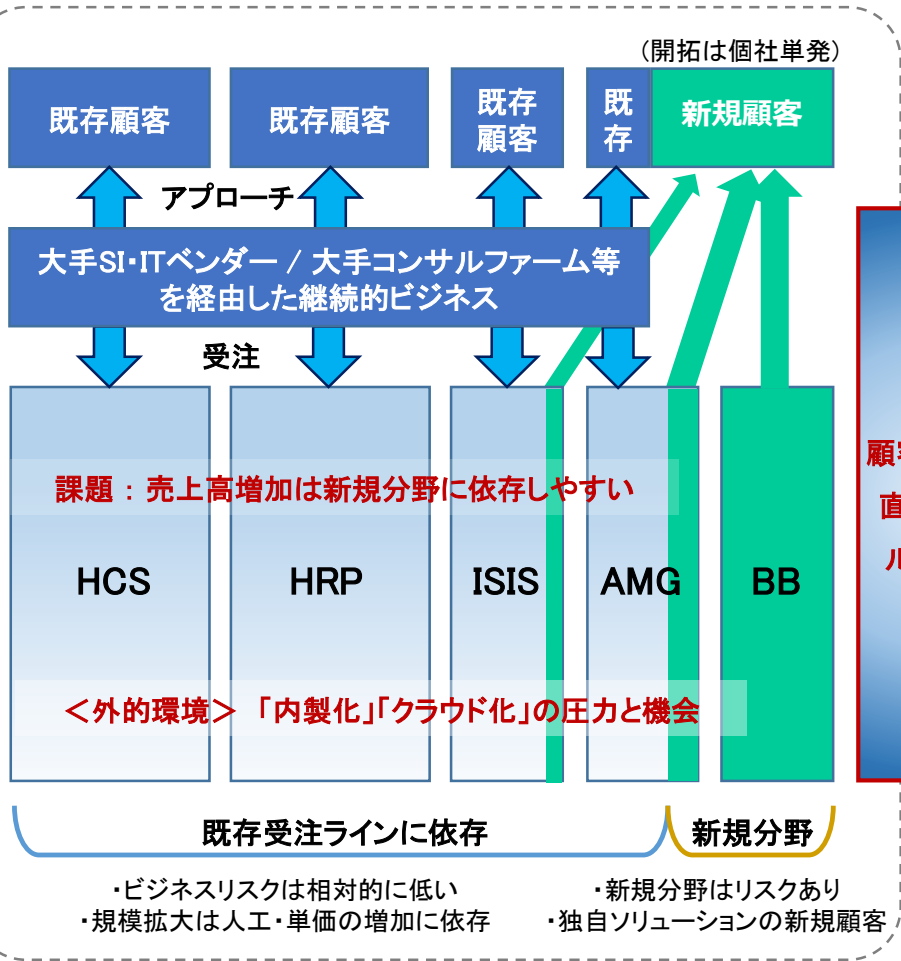 (開拓は個社単発)
既存顧客
既存顧客
既存
顧客
既
存
新規顧客
アプローチ
大手SI・ITベンダー / 大手コンサルファーム等
を経由した継続的ビジネス
受注
課題 : 売上高増加は新規分野に依存しやすい
HCS
HRP
ISIS
AMG
BB
<外的環境> 「内製化」「クラウド化」の圧力と機会
顧
直
ル
既存受注ラインに依存
新規分野
・ビジネスリスクは相対的に低い
・規模拡大は人工・単価の増加に依存
・新規分野はリスクあり
・独自ソリューションの新規顧客